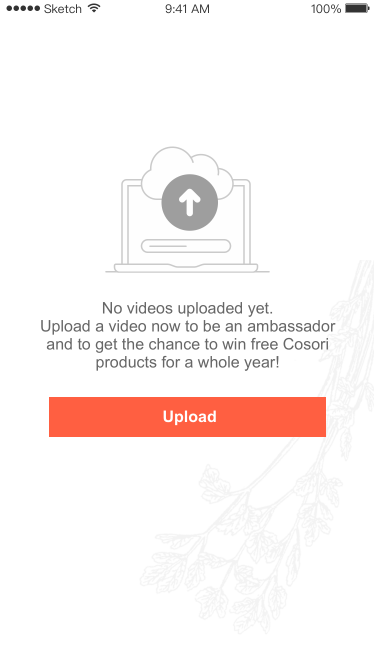 Sketch 9:41 AM 100%
No videos uploaded yet.
Upload a video now to be an ambassador
and to get the chance to win free Cosori
products for a whole year!
Upload